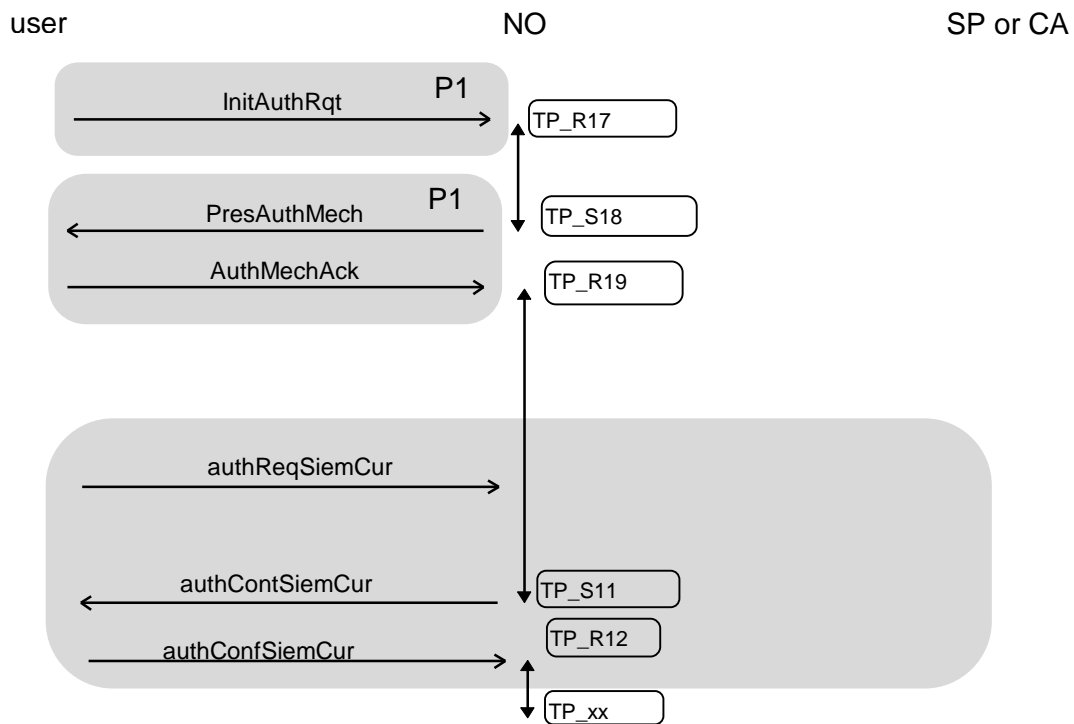 user NO SP or CA
P1
InitAuthRqt
TP_R17
P1
PresAuthMech
TP_S18
AuthMechAck
TP_R19
authReqSiemCur
authContSiemCur
TP_S11
TP_R12
authConfSiemCur
TP_xx